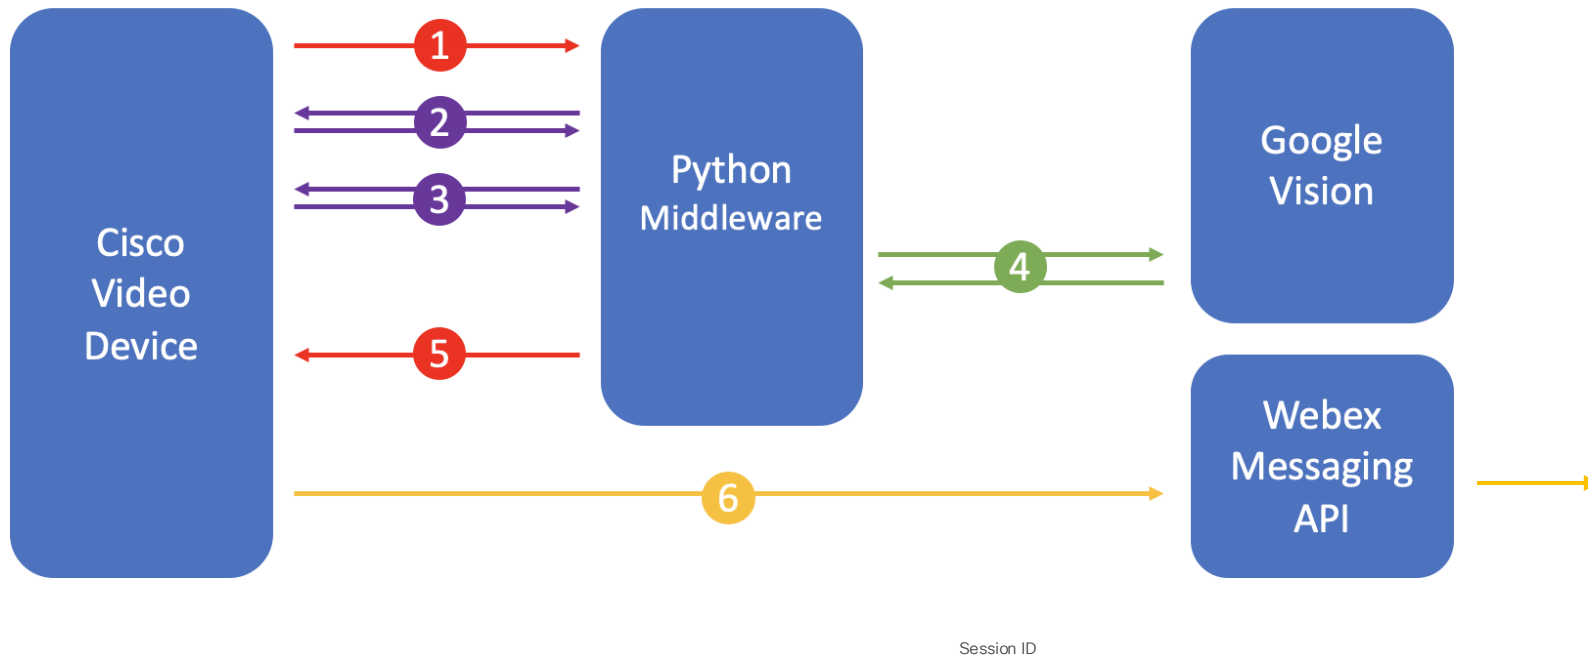 1
2
3
Cisco
Video
Device
Python
Middleware
Google
Vision
4
5
6
Webex
Messaging
API
Session ID